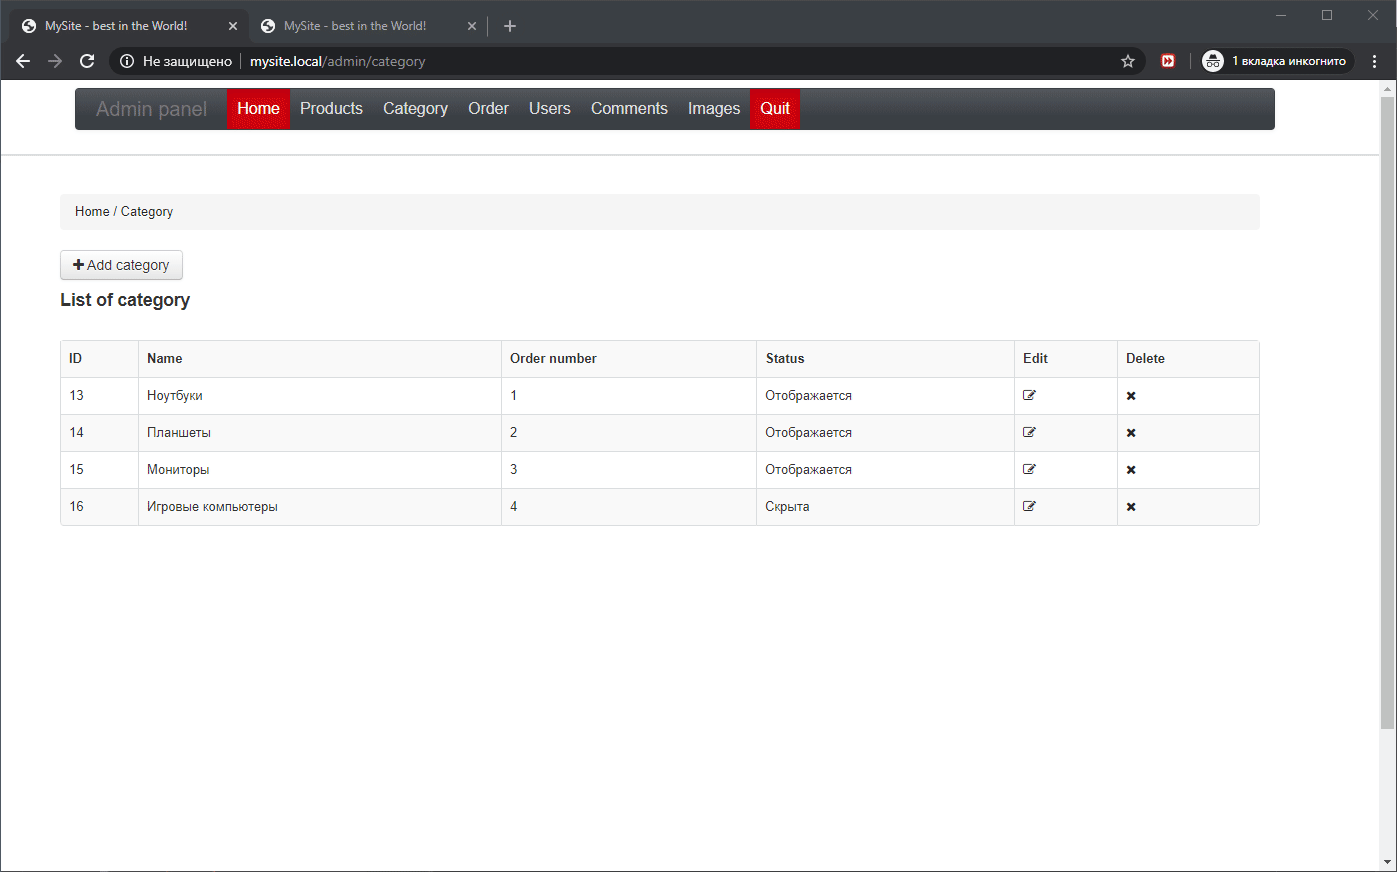 MySite - best in the World! MySite - best in the World!
Не защищено mysite.local/admin/category 1 вкладка инкогнито
Admin panel Home Products Category Order Users Comments Images Quit
Home / Category
Add category
List of category
ID Name Order number Status Edit Delete
13 Ноутбуки 1 Отображается
14 Планшеты 2 Отображается
15 Мониторы 3 Отображается
16 Игровые компьютеры 4 Скрыта